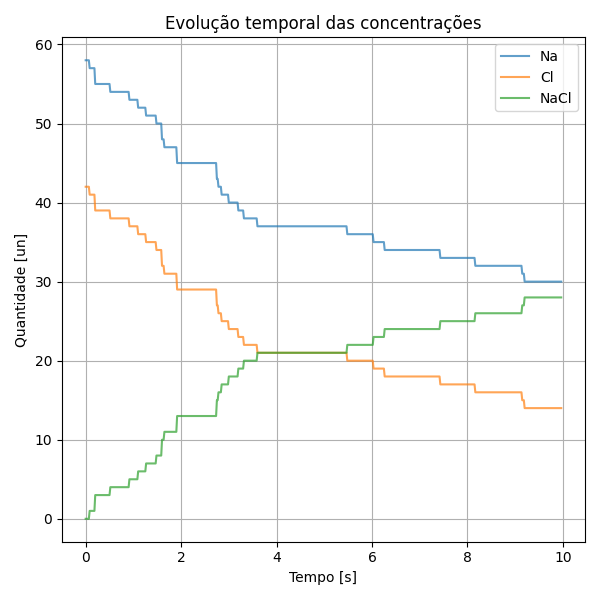 Evolução temporal das concentrações
Na
Cl
NaCl
60
50
40
30
20
10
0
Quantidade [un]
0 2 4 6 8 10
Tempo [s]